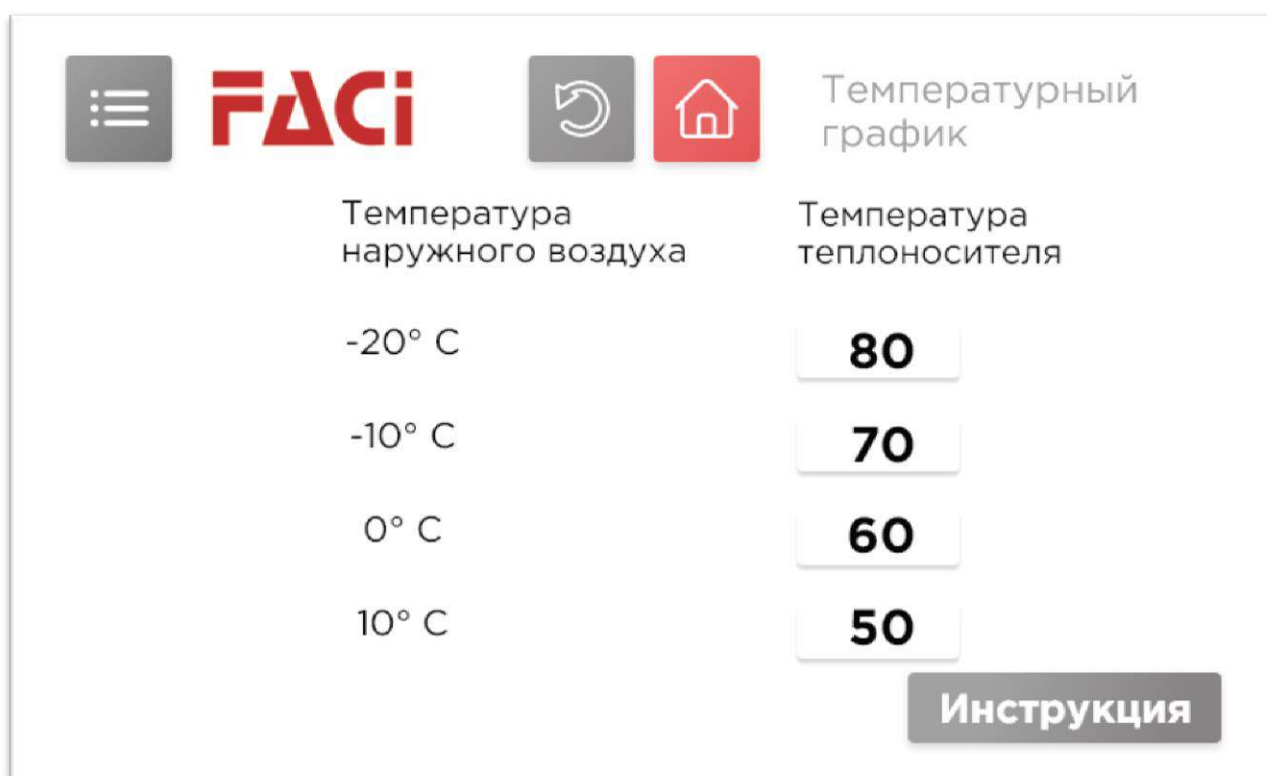 FACi
Температурный
график
Температура
наружного воздуха
Температура
теплоносителя
-20° C
80
-10° C
70
0° C
60
10° C
50
Инструкция